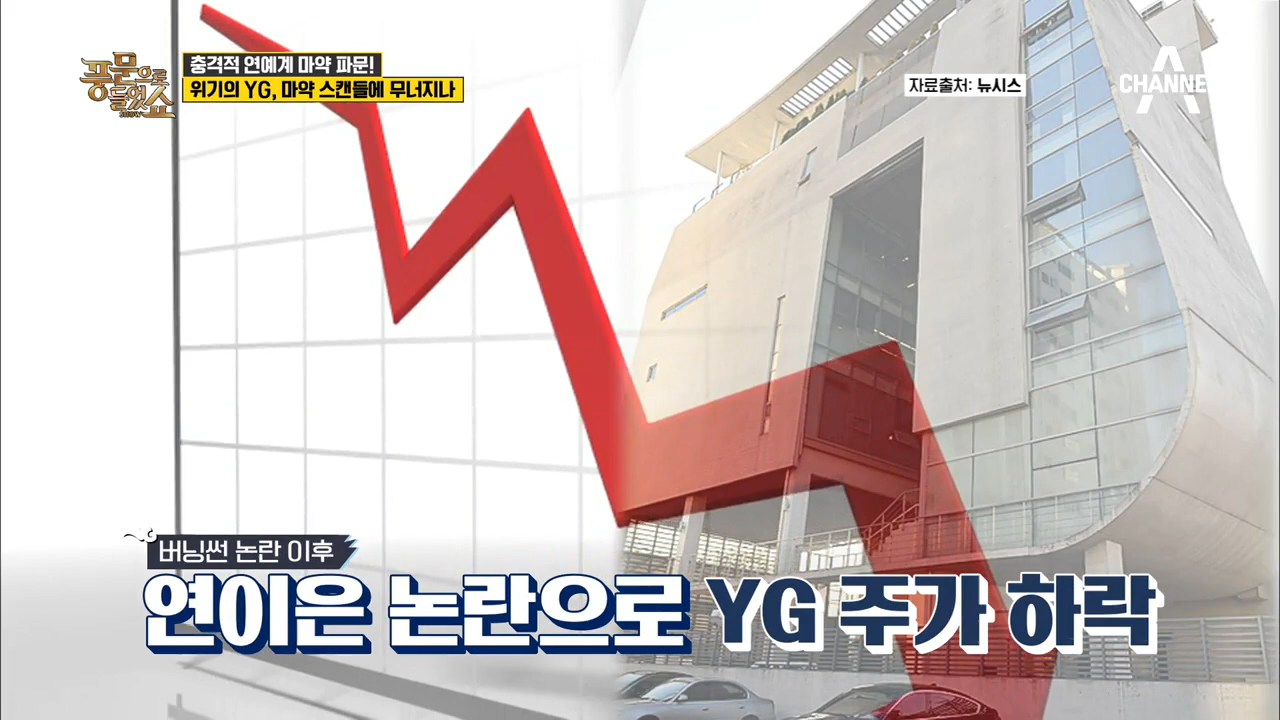 풍문으로
들었쇼
SHOW
충격적 연예계 마약 파문!
위기의 YG, 마약 스캔들에 무너지나
자료출처: 뉴시스
CHANNEL A
버닝썬 논란 이후
연이은 논란으로 YG 주가 하락